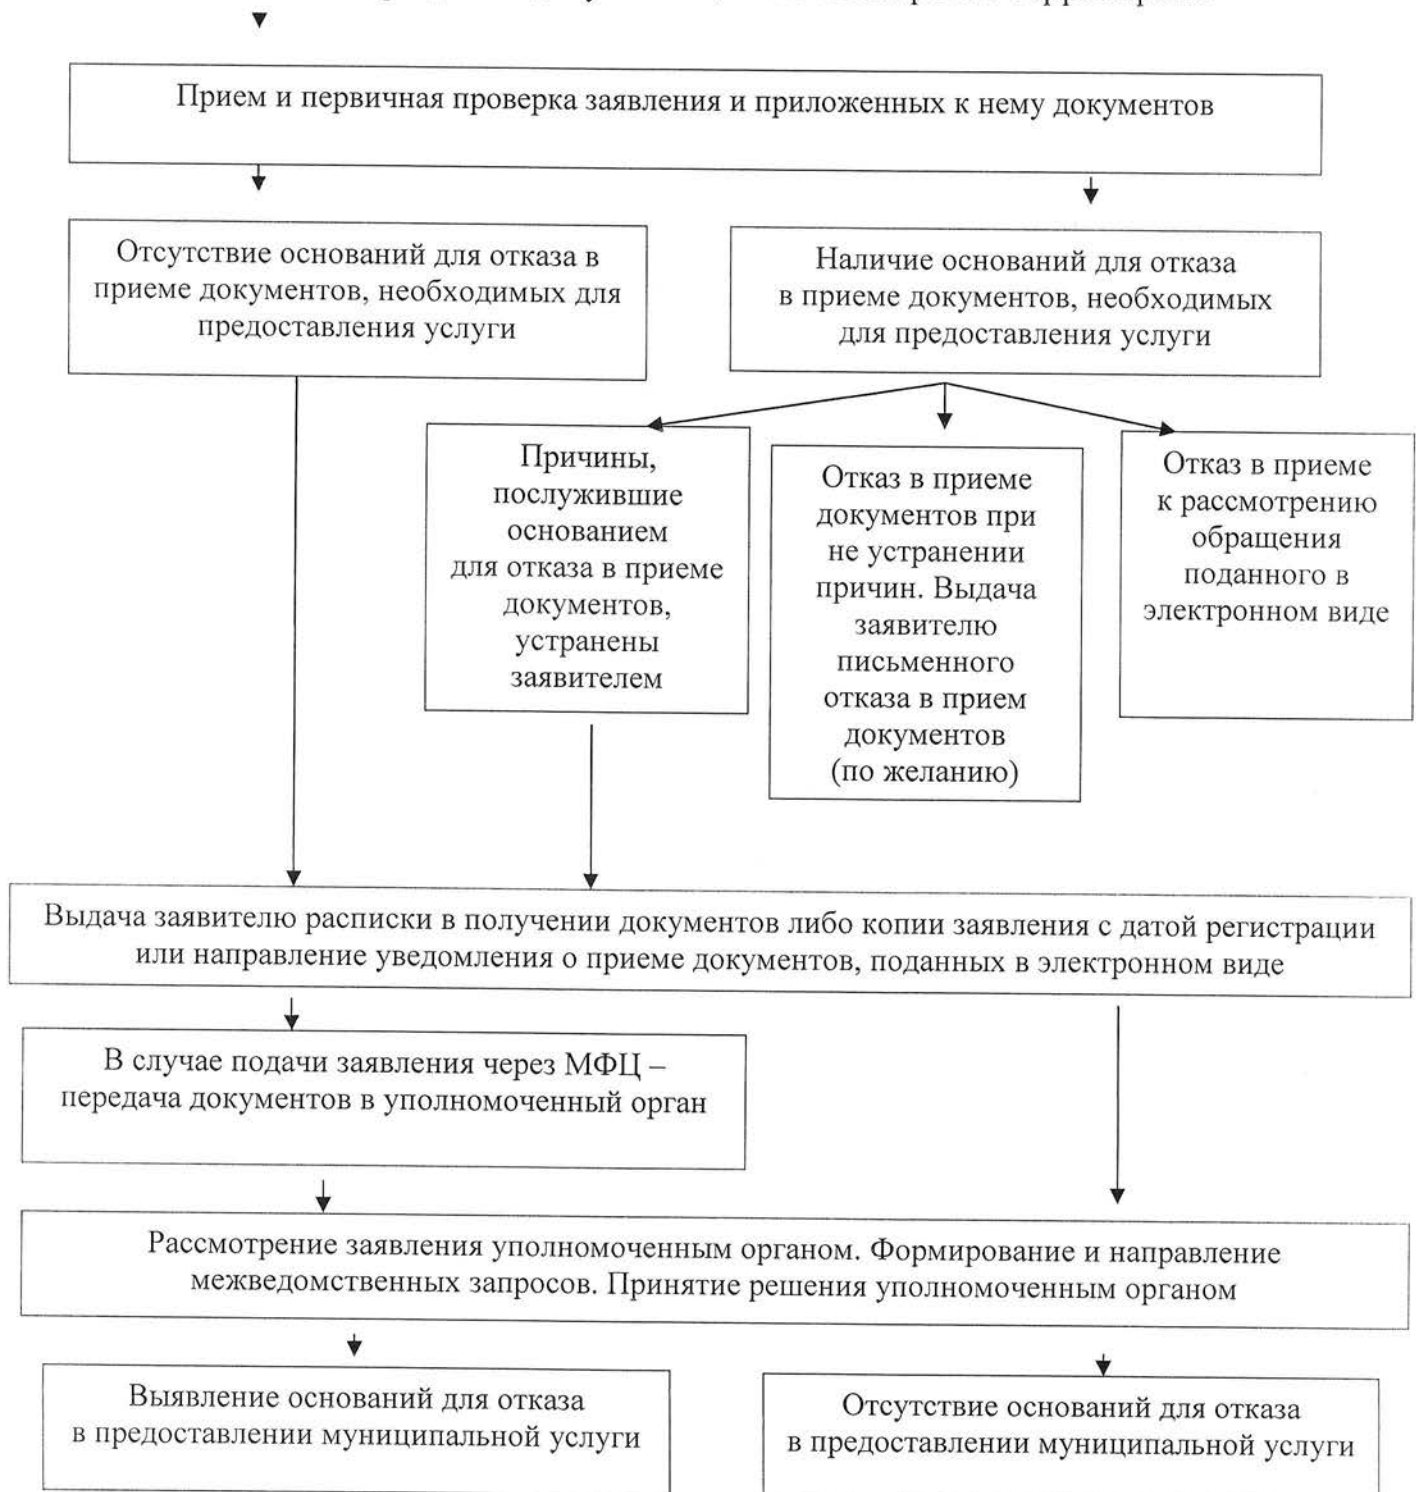 Прием и первичная проверка заявления и приложенных к нему документов
Отсутствие оснований для отказа в
приеме документов, необходимых для
предоставления услуги
Наличие оснований для отказа
в приеме документов, необходимых
для предоставления услуги
Причины,
послужившие
основанием
для отказа в приеме
документов,
устранены
заявителем
Отказ в приеме
документов при
не устранении
причин. Выдача
заявителю
письменного
отказа в прием
документов
(по желанию)
Отказ в приеме
к рассмотрению
обращения
поданного в
электронном виде
Выдача заявителю расписки в получении документов либо копии заявления с датой регистрации
или направление уведомления о приеме документов, поданных в электронном виде
В случае подачи заявления через МФЦ –
передача документов в уполномоченный орган
Рассмотрение заявления уполномоченным органом. Формирование и направление
межведомственных запросов. Принятие решения уполномоченным органом
Выявление оснований для отказа
в предоставлении муниципальной услуги
Отсутствие оснований для отказа
в предоставлении муниципальной услуги